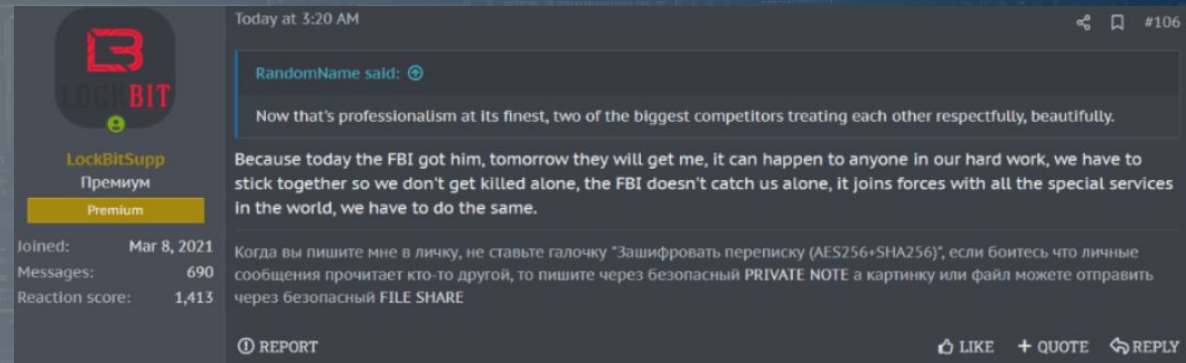 Today at 3:20 AM
#106
LOCKBIT
RandomName said:
Now that's professionalism at its finest, two of the biggest competitors treating each other respectfully, beautifully.
LockBitSupp
Премиум
Premium
Joined: Mar 8, 2021
Messages: 690
Reaction score: 1,413
Because today the FBI got him, tomorrow they will get me, it can happen to anyone in our hard work, we have to
stick together so we don't get killed alone, the FBI doesn't catch us alone, it joins forces with all the special services
in the world, we have to do the same.
Когда вы пишите мне в личку, не ставьте галочку "Зашифровать переписку (AES256+SHA256)", если боитесь что личные
сообщения прочитает кто-то другой, то пишите через безопасный PRIVATE NOTE а картинку или файл можете отправить
через безопасный FILE SHARE
REPORT
LIKE + QUOTE REPLY